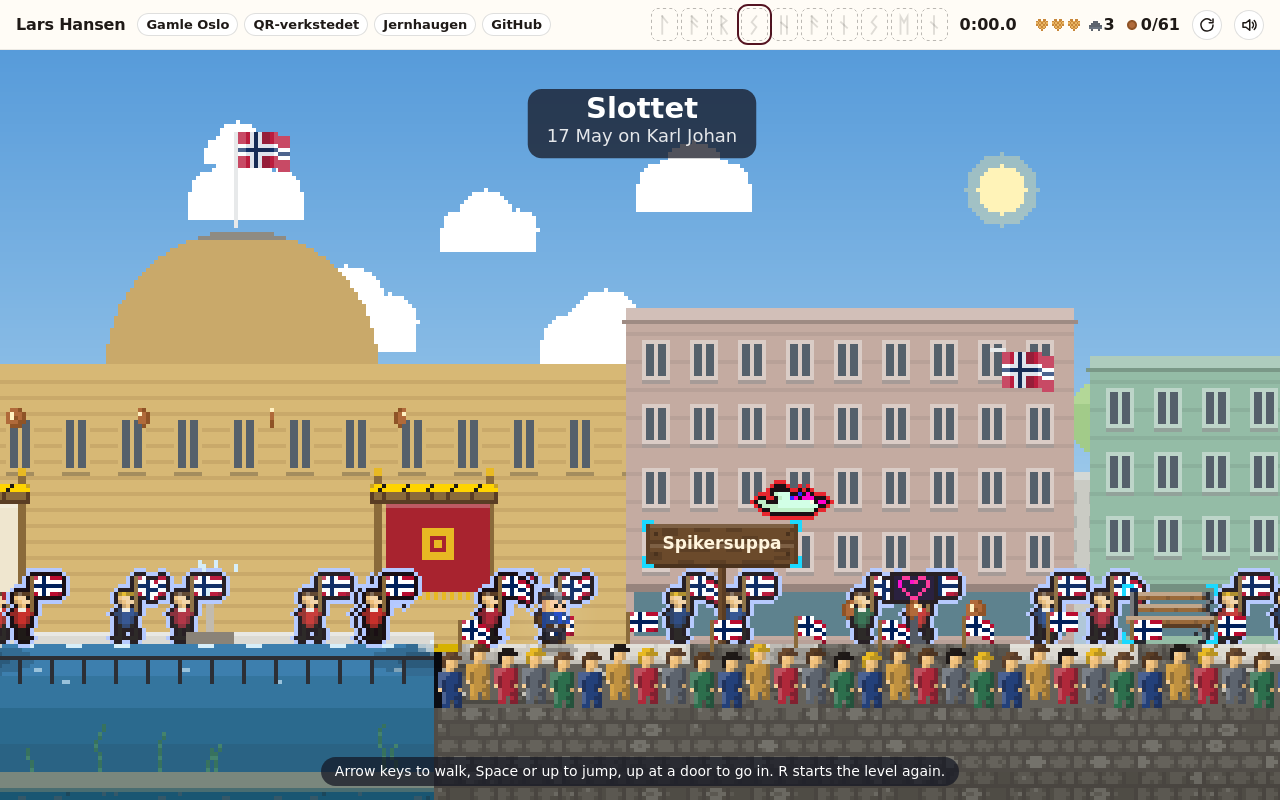 Lars Hansen
Gamle Oslo
QR-verkstedet
Jernhaugen
GitHub
ᚱ
0:00.0
3
0/61
Slottet
17 May on Karl Johan
Spikersuppa
Arrow keys to walk, Space or up to jump, up at a door to go in. R starts the level again.